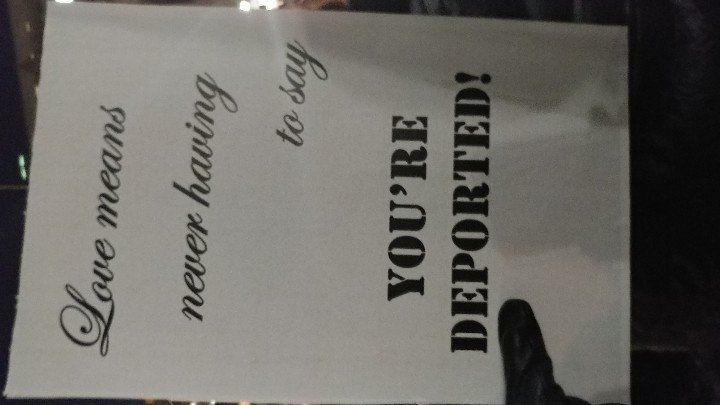 Love means
never having
to say
YOU'RE
DEPORTED!